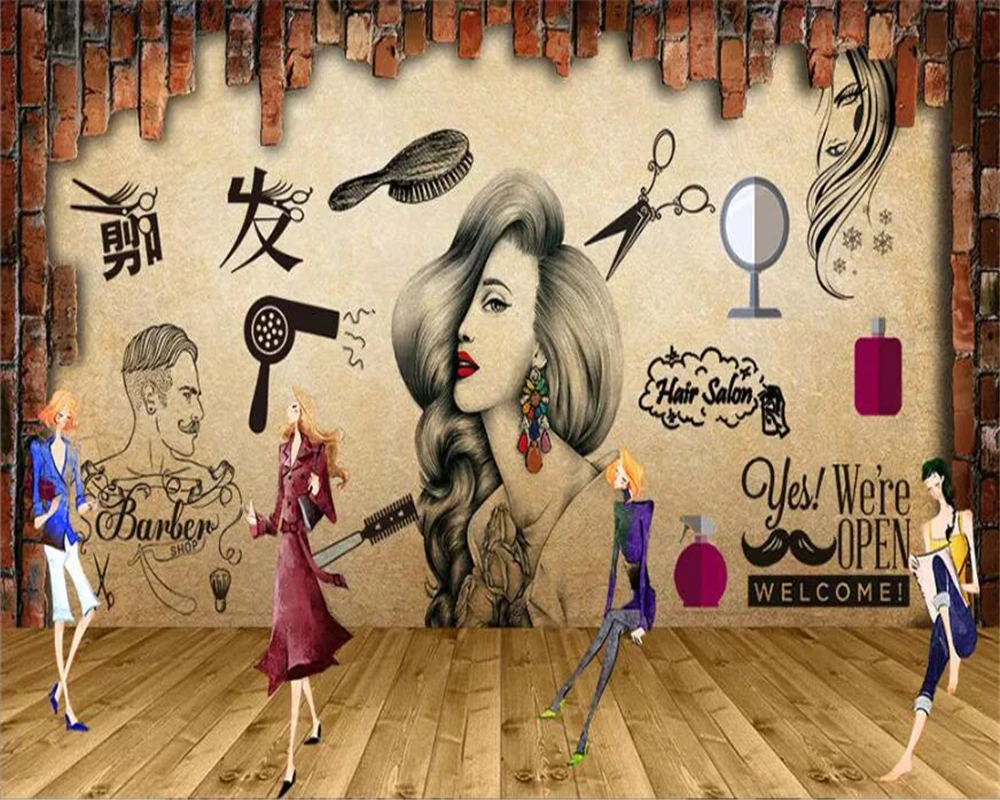 剪发
Barber
SHOP
Hair Salon
Yes! We're
OPEN
WELCOME!